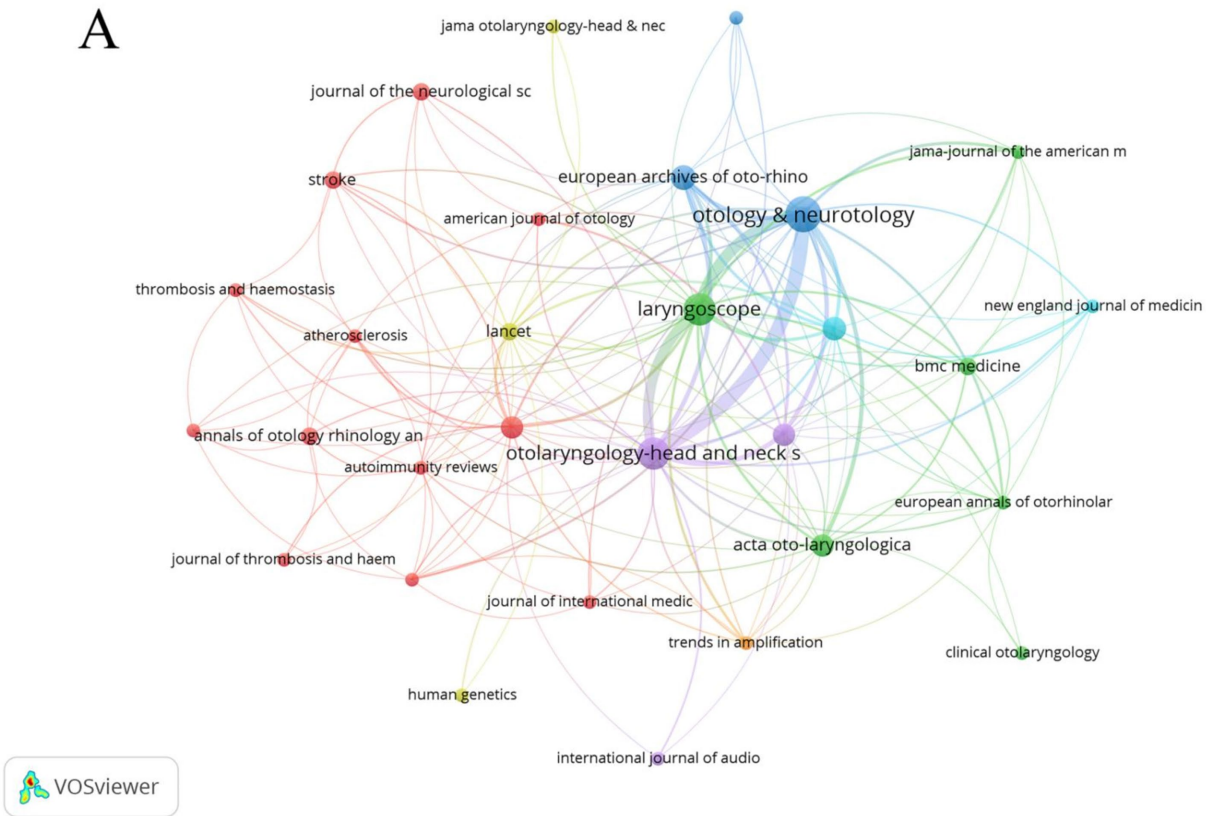 A
jama otolaryngology-head & nec
journal of the neurological sc
jama-journal of the american m
stroke
european archives of oto-rhino
american journal of otology
otology & neurotology
thrombosis and haemostasis
laryngoscope
new england journal of medicin
atherosclerosis
lancet
bmc medicine
annals of otology rhinology an
otolaryngology-head and neck s
autoimmunity reviews
european annals of otorhinolar
acta oto-laryngologica
journal of thrombosis and haem
journal of international medic
trends in amplification
clinical otolaryngology
human genetics
international journal of audio
VOSviewer